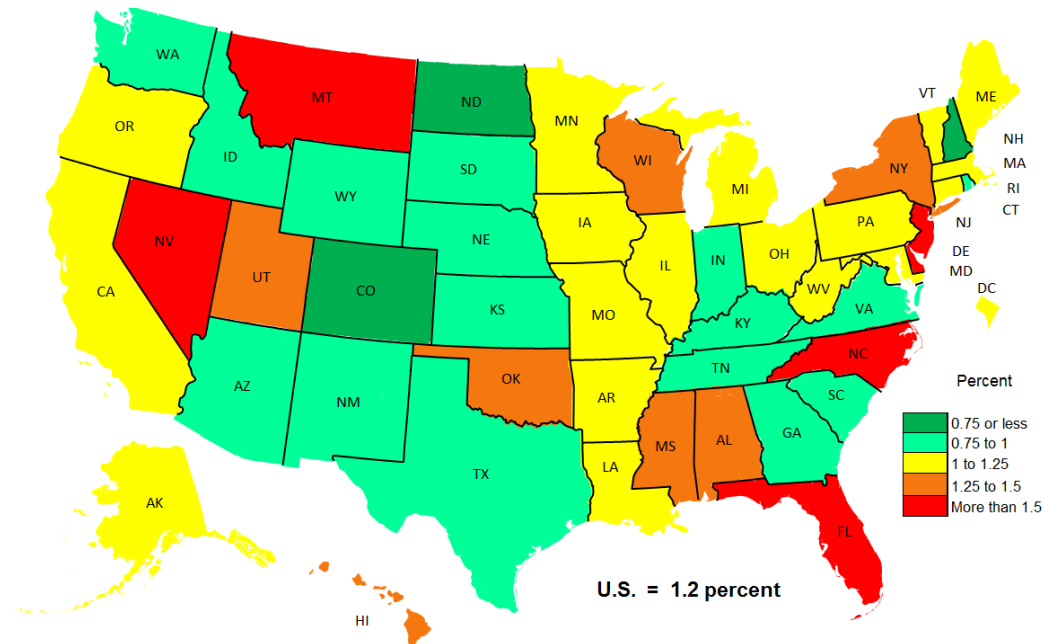 WA
MT
ND
MN
VT
ME
OR
ID
SD
WI
NY
NH
MA
WY
MI
RI
CT
IA
PA
NJ
NV
NE
UT
CO
IL
IN
OH
DE
MD
DC
CA
KS
MO
WV
VA
KY
AZ
NM
OK
AR
TN
NC
SC
Percent
TX
LA
MS
AL
GA
0.75 or less
0.75 to 1
1 to 1.25
1.25 to 1.5
More than 1.5
AK
FL
HI
U.S. = 1.2 percent